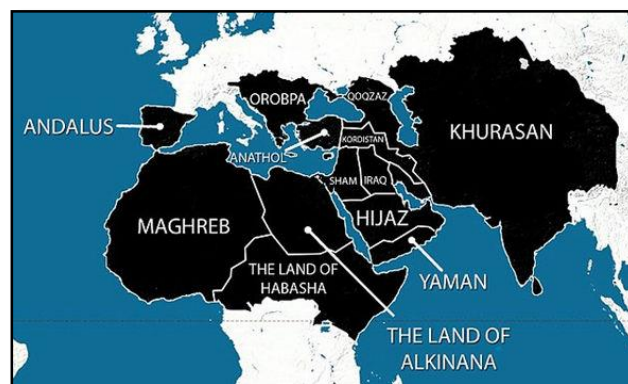 OROBPA
QOQZAZ
ANDALUS
KHURASAN
KORDISTAN
ANATHOL
SHAM
IRAQ
MAGHREB
HIJAZ
THE LAND OF
HABASHA
YAMAN
THE LAND OF
ALKINANA